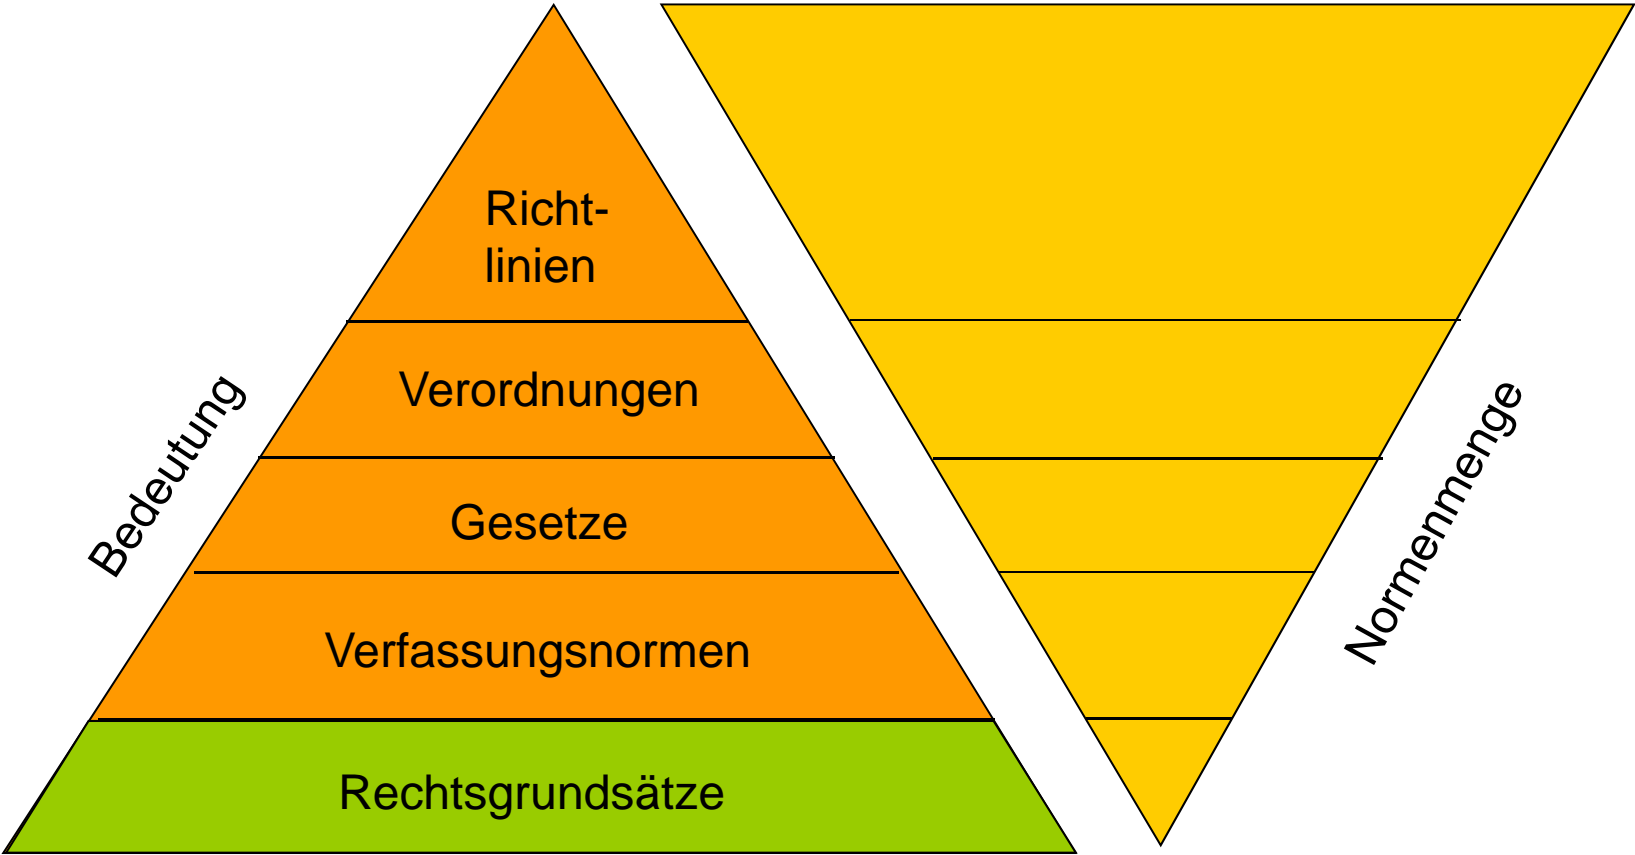 Richt-
linien
Verordnungen
Gesetze
Verfassungsnormen
Rechtsgrundsätze
Bedeutung
Normenmenge